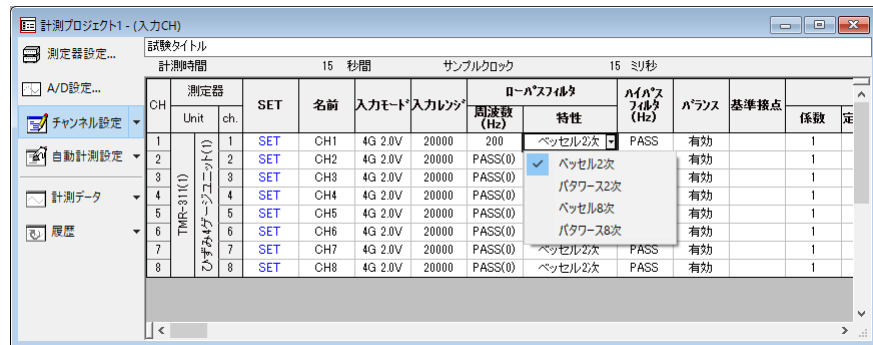 計測プロジェクト1 - (入力CH)
測定器設定...
A/D設定...
チャンネル設定
自動計測設定
計測データ
履歴
試験タイトル
計測時間 15 秒間 サンプルクロック 15 ミリ秒
CH 測定器 SET 名前 入力モード 入力レンジ ローパスフィルタ ハイパスフィルタ(Hz) バランス 基準接点
Unit ch. 周波数(Hz) 特性 係数 定
TMR-311(1)
ひずみ4ゲージユニット(1)
1 1 SET CH1 4G 2.0V 20000 200 ベッセル2次 PASS 有効 1
2 2 SET CH2 4G 2.0V 20000 PASS(0) 有効 1
3 3 SET CH3 4G 2.0V 20000 PASS(0) 有効 1
4 4 SET CH4 4G 2.0V 20000 PASS(0) 有効 1
5 5 SET CH5 4G 2.0V 20000 PASS(0) 有効 1
6 6 SET CH6 4G 2.0V 20000 PASS(0) 有効 1
7 7 SET CH7 4G 2.0V 20000 PASS(0) ベッセル2次 PASS 有効 1
8 8 SET CH8 4G 2.0V 20000 PASS(0) ベッセル2次 PASS 有効 1
ベッセル2次
バタワース2次
ベッセル8次
バタワース8次